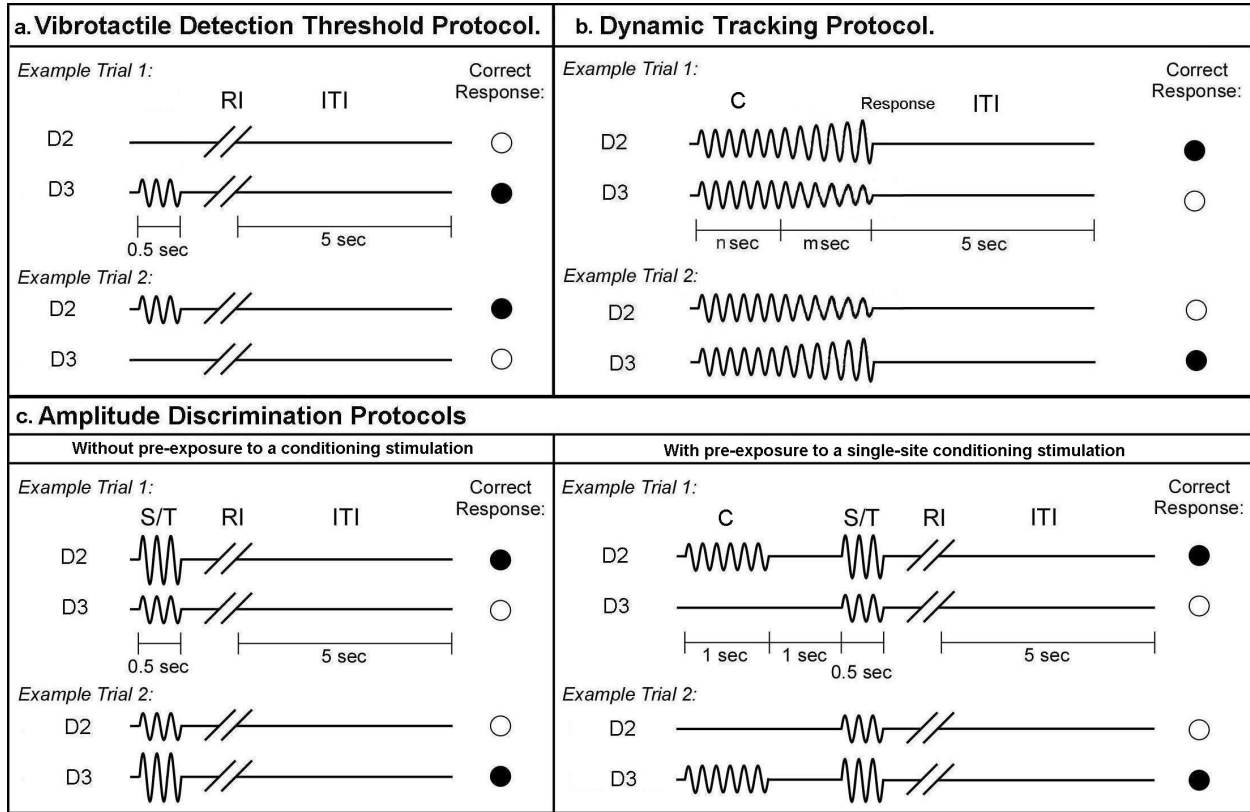 a. Vibrotactile Detection Threshold Protocol.
Example Trial 1:
Correct
Response:
RI ITI
D2
D3
0.5 sec 5 sec
Example Trial 2:
D2
D3
b. Dynamic Tracking Protocol.
Example Trial 1:
Correct
Response:
C Response ITI
D2
D3
n sec m sec 5 sec
Example Trial 2:
D2
D3
c. Amplitude Discrimination Protocols
Without pre-exposure to a conditioning stimulation
Example Trial 1:
Correct
Response:
S/T RI ITI
D2
D3
0.5 sec 5 sec
Example Trial 2:
D2
D3
With pre-exposure to a single-site conditioning stimulation
Example Trial 1:
Correct
Response:
C S/T RI ITI
D2
D3
1 sec 1 sec 0.5 sec 5 sec
Example Trial 2:
D2
D3